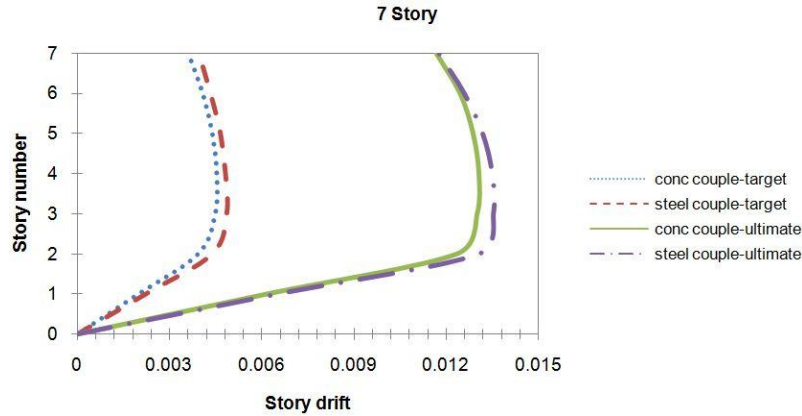 7 Story
Story number
7
6
5
4
3
2
1
0
0 0.003 0.006 0.009 0.012 0.015
Story drift
conc couple-target
steel couple-target
conc couple-ultimate
steel couple-ultimate